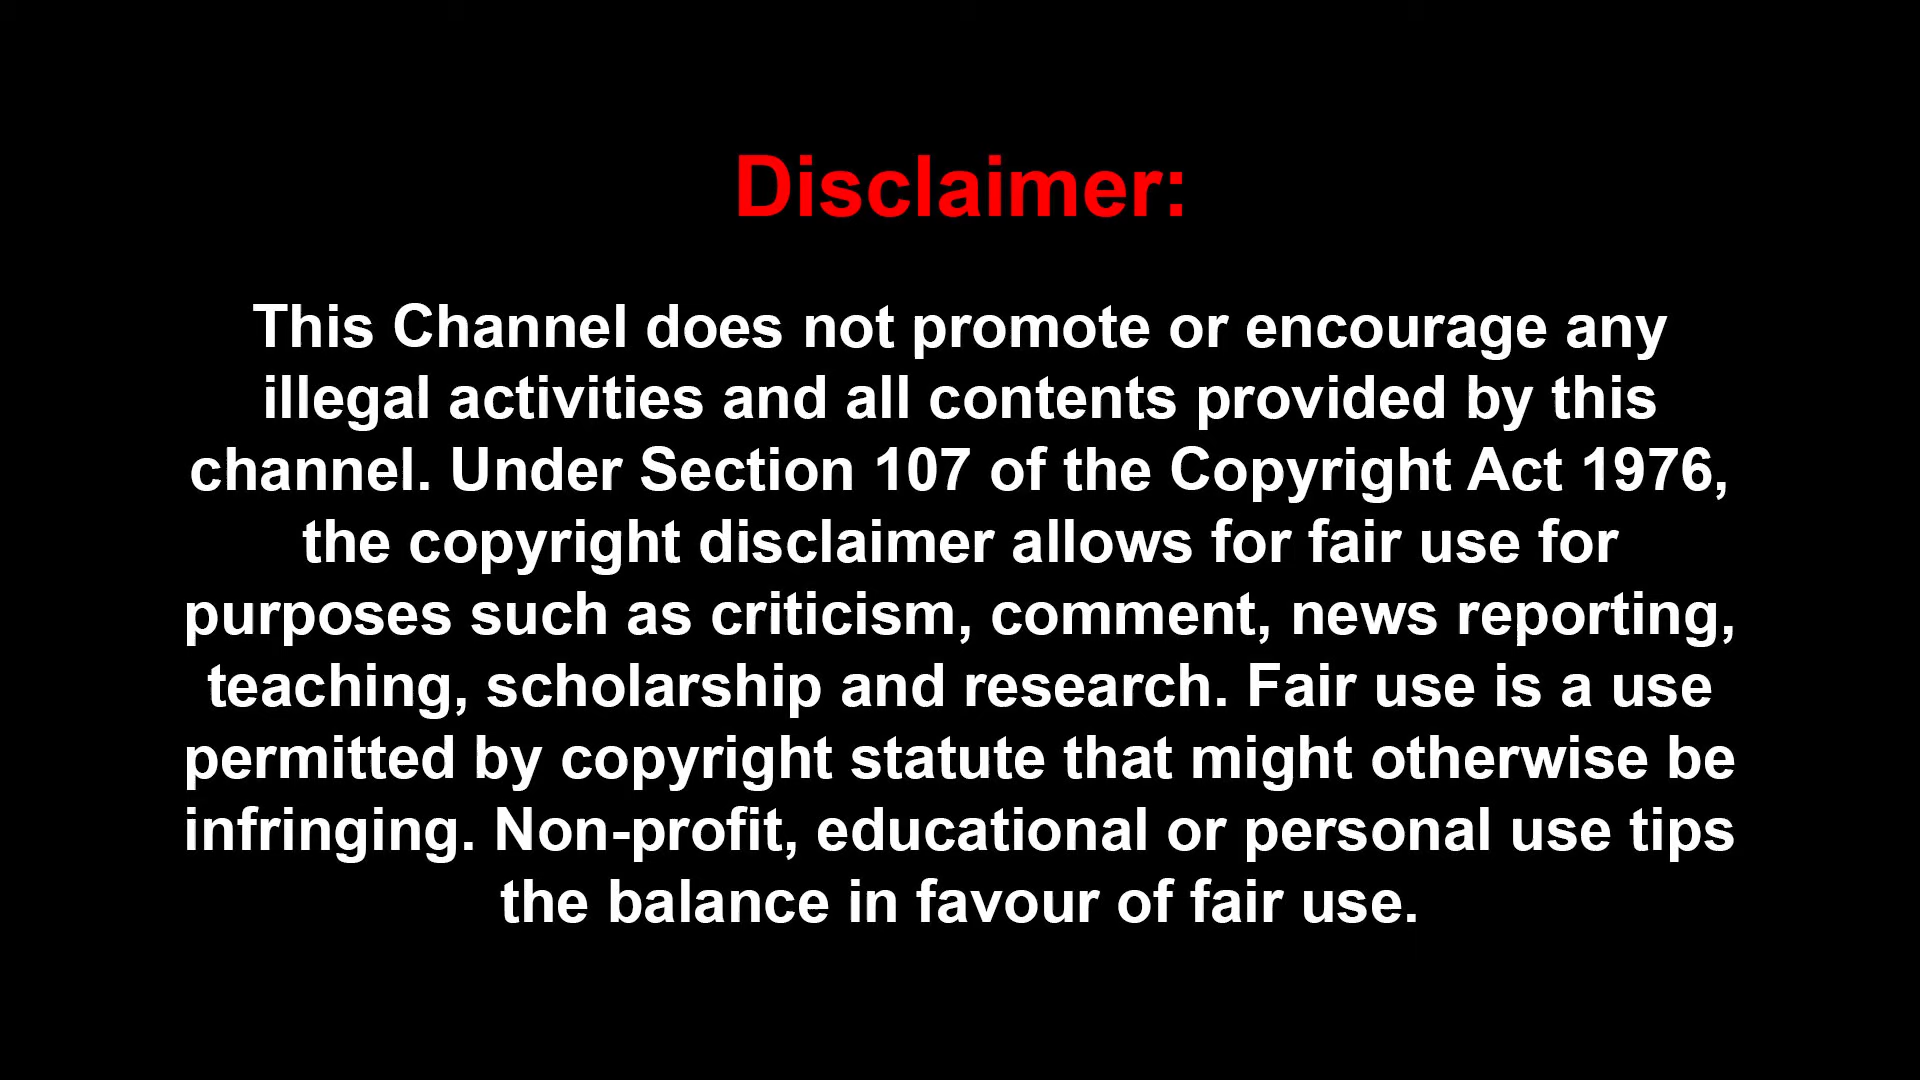 Disclaimer:
This Channel does not promote or encourage any
illegal activities and all contents provided by this
channel. Under Section 107 of the Copyright Act 1976,
the copyright disclaimer allows for fair use for
purposes such as criticism, comment, news reporting,
teaching, scholarship and research. Fair use is a use
permitted by copyright statute that might otherwise be
infringing. Non-profit, educational or personal use tips
the balance in favour of fair use.